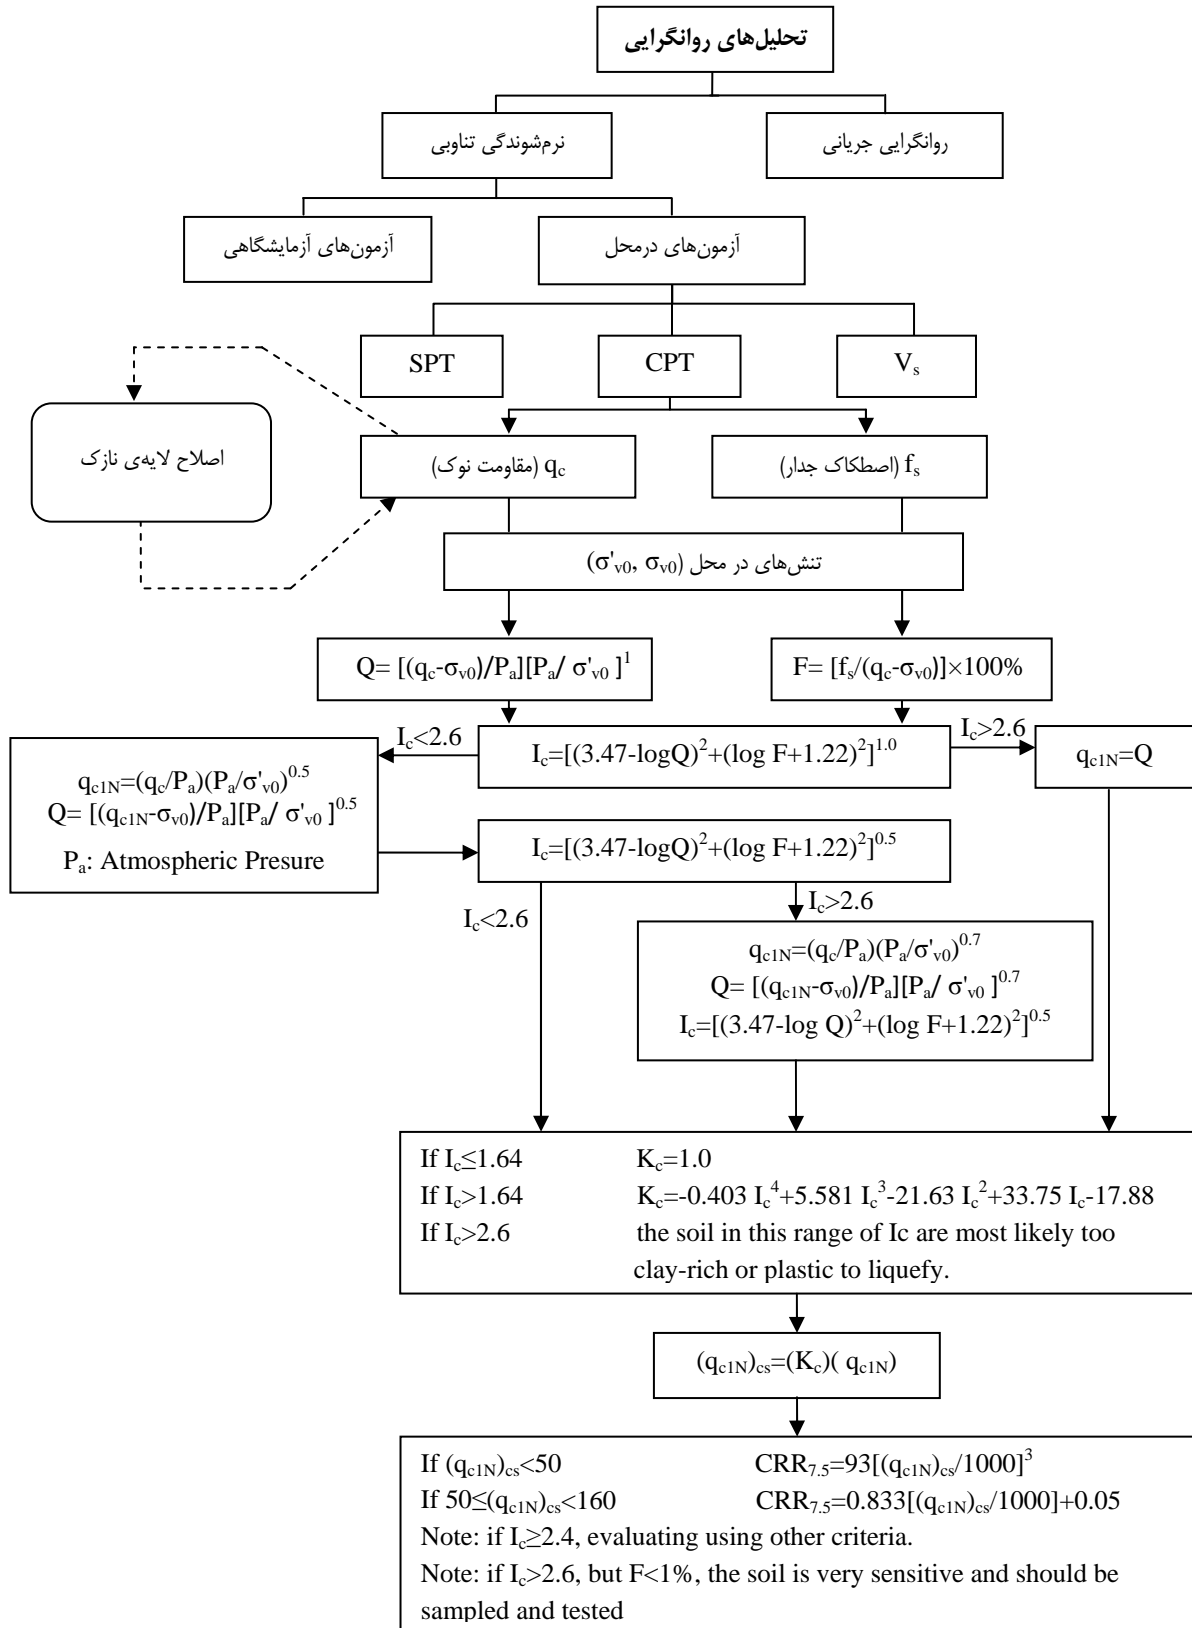 تحلیل‌های روانگرایی
نرم‌شوندگی تناوبی
روانگرایی جریانی
آزمون‌های آزمایشگاهی
آزمون‌های درمحل
SPT
CPT
Vs
اصلاح لایه‌ی نازک
qc (مقاومت نوک)
fs (اصطکاک جدار)
تنش‌های در محل (σ'v0, σv0)
Q= [(qc-σv0)/Pa][Pa/ σ'v0 ]^1
F= [fs/(qc-σv0)]×100%
Ic<2.6
Ic=[(3.47-logQ)^2+(log F+1.22)^2]^1.0
Ic>2.6
qc1N=Q
qc1N=(qc/Pa)(Pa/σ'v0)^0.5
Q= [(qc1N-σv0)/Pa][Pa/ σ'v0 ]^0.5
Pa: Atmospheric Presure
Ic=[(3.47-logQ)^2+(log F+1.22)^2]^0.5
Ic<2.6
Ic>2.6
qc1N=(qc/Pa)(Pa/σ'v0)^0.7
Q= [(qc1N-σv0)/Pa][Pa/ σ'v0 ]^0.7
Ic=[(3.47-log Q)^2+(log F+1.22)^2]^0.5
If Ic≤1.64 Kc=1.0
If Ic>1.64 Kc=-0.403 Ic^4+5.581 Ic^3-21.63 Ic^2+33.75 Ic-17.88
If Ic>2.6 the soil in this range of Ic are most likely too
clay-rich or plastic to liquefy.
(qc1N)cs=(Kc)( qc1N)
If (qc1N)cs<50 CRR7.5=93[(qc1N)cs/1000]^3
If 50≤(qc1N)cs<160 CRR7.5=0.833[(qc1N)cs/1000]+0.05
Note: if Ic≥2.4, evaluating using other criteria.
Note: if Ic>2.6, but F<1%, the soil is very sensitive and should be
sampled and tested